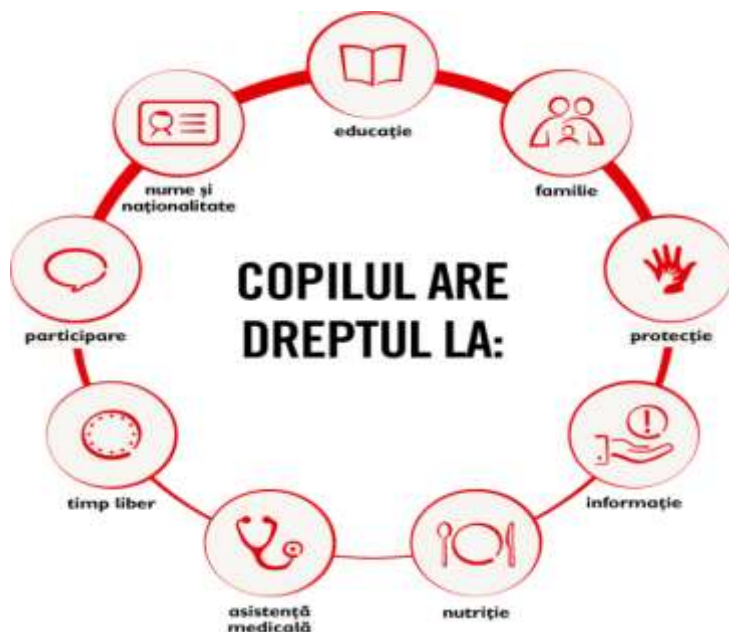 educație
nume și
naționalitate
familie
COPILUL ARE
DREPTUL LA:
participare
protecție
timp liber
informație
asistență
medicală
nutriție